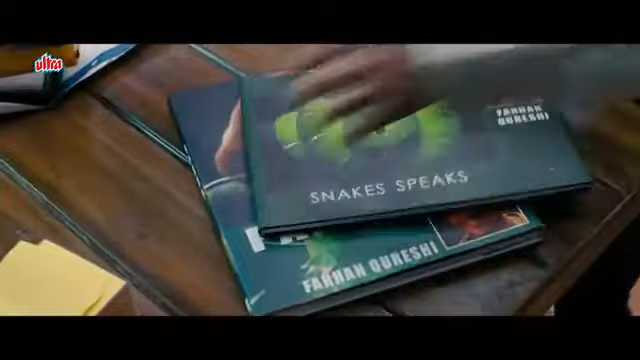 ultra
FARHAN
QURESHI
SNAKES SPEAKS
FARHAN QURESHI